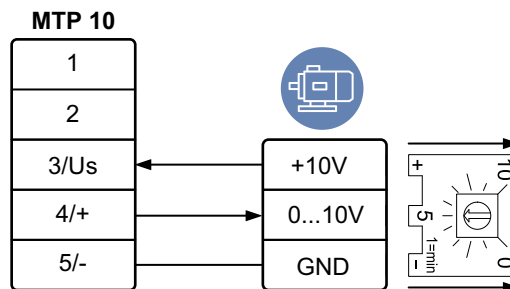 MTP 10
1
2
3/Us
4/+
5/-
+10V
0...10V
GND
+ 10
5
1=min
- 0